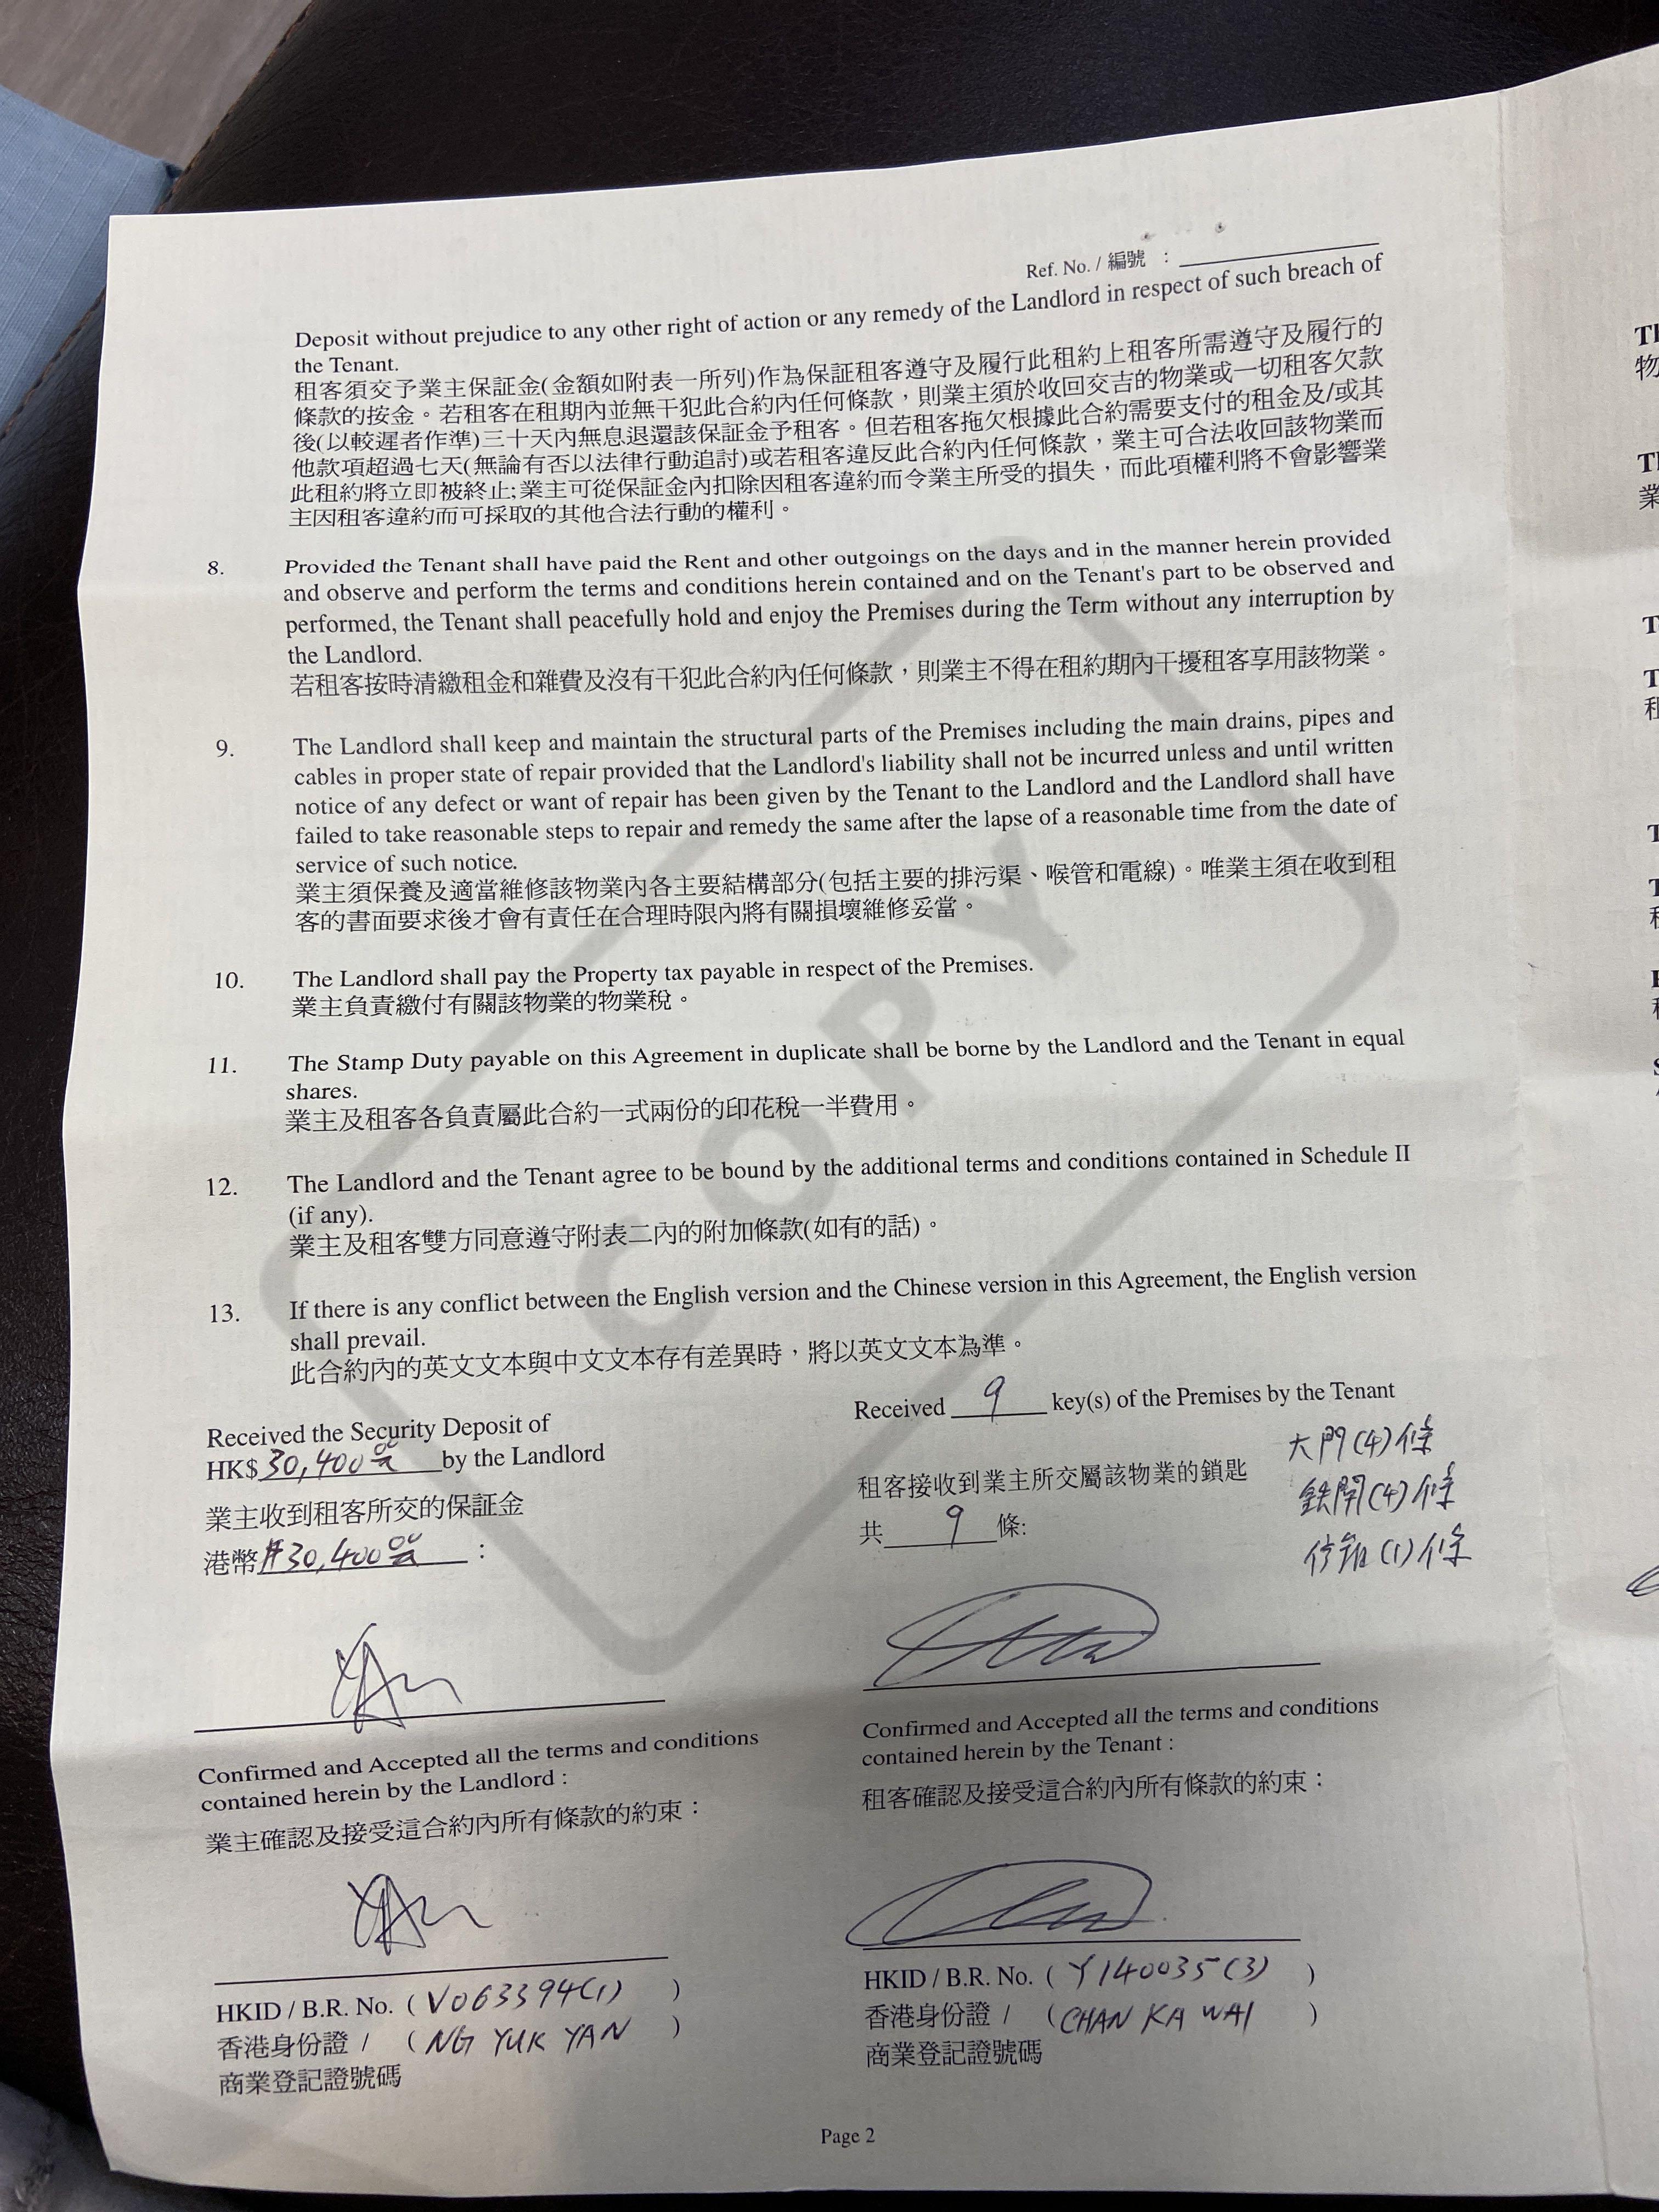 Ref. No. / 編號 ：
Deposit without prejudice to any other right of action or any remedy of the Landlord in respect of such breach of
the Tenant.
租客須交予業主保証金(金額如附表一所列)作為保証租客遵守及履行此租約上租客所需遵守及履行的
條款的按金。若租客在租期內並無干犯此合約內任何條款，則業主須於收回交吉的物業或一切租客欠款
後(以較遲者作準)三十天內無息退還該保証金予租客。但若租客拖欠根據此合約需要支付的租金及/或其
他款項超過七天(無論有否以法律行動追討)或若租客違反此合約內任何條款，業主可合法收回該物業而
此租約將立即被終止;業主可從保証金內扣除因租客違約而令業主所受的損失，而此項權利將不會影響業
主因租客違約而可採取的其他合法行動的權利。
8. Provided the Tenant shall have paid the Rent and other outgoings on the days and in the manner herein provided
and observe and perform the terms and conditions herein contained and on the Tenant's part to be observed and
performed, the Tenant shall peacefully hold and enjoy the Premises during the Term without any interruption by
the Landlord.
若租客按時清繳租金和雜費及沒有干犯此合約內任何條款，則業主不得在租約期內干擾租客享用該物業。
9. The Landlord shall keep and maintain the structural parts of the Premises including the main drains, pipes and
cables in proper state of repair provided that the Landlord's liability shall not be incurred unless and until written
notice of any defect or want of repair has been given by the Tenant to the Landlord and the Landlord shall have
failed to take reasonable steps to repair and remedy the same after the lapse of a reasonable time from the date of
service of such notice.
業主須保養及適當維修該物業內各主要結構部分(包括主要的排污渠、喉管和電線)。唯業主須在收到租
客的書面要求後才會有責任在合理時限內將有關損壞維修妥當。
10. The Landlord shall pay the Property tax payable in respect of the Premises.
業主負責繳付有關該物業的物業稅。
11. The Stamp Duty payable on this Agreement in duplicate shall be borne by the Landlord and the Tenant in equal
shares.
業主及租客各負責屬此合約一式兩份的印花稅一半費用。
12. The Landlord and the Tenant agree to be bound by the additional terms and conditions contained in Schedule II
(if any).
業主及租客雙方同意遵守附表二內的附加條款(如有的話)。
13. If there is any conflict between the English version and the Chinese version in this Agreement, the English version
shall prevail.
此合約內的英文文本與中文文本存有差異時，將以英文文本為準。
COPY
Received the Security Deposit of
HK$ 30,400.00 by the Landlord
業主收到租客所交的保証金
港幣 $30,400.00 ：
Received 9 key(s) of the Premises by the Tenant
租客接收到業主所交屬該物業的鎖匙
共 9 條:
大門(4)條
鉄閘(4)條
信箱(1)條
Confirmed and Accepted all the terms and conditions
contained herein by the Landlord :
業主確認及接受這合約內所有條款的約束：
HKID / B.R. No. ( V063394(1) )
香港身份證 / ( NG YUK YAN )
商業登記證號碼
Confirmed and Accepted all the terms and conditions
contained herein by the Tenant :
租客確認及接受這合約內所有條款的約束：
HKID / B.R. No. ( Y140035(3) )
香港身份證 / ( CHAN KA WAI )
商業登記證號碼
Page 2